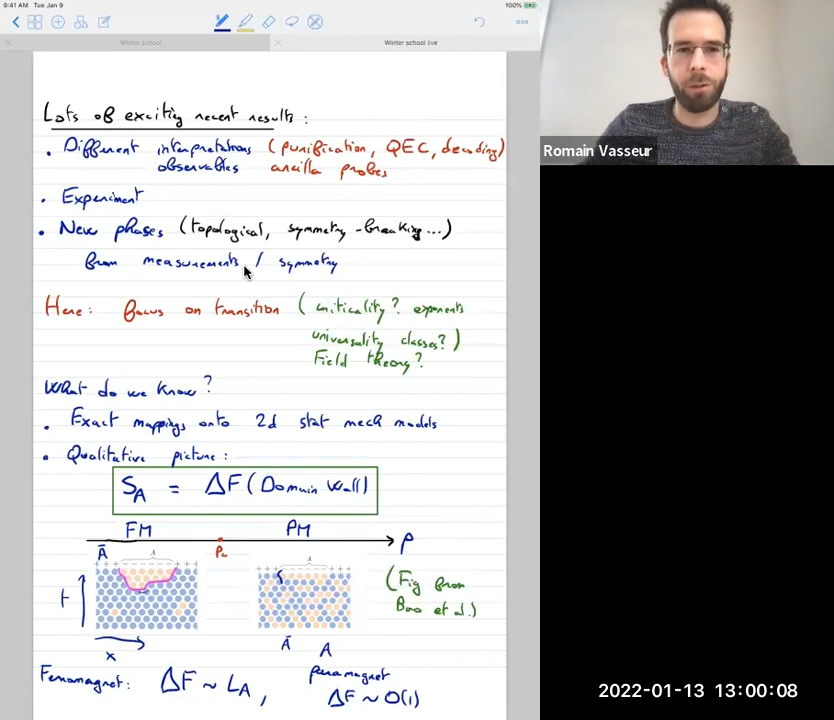 9:41 AM Tue Jan 9
100%
Winter school
Winter school live
Lots of exciting recent results :
• Different interpretations (purification, QEC, decoding)
observables ancilla probes
• Experiment
• New phases (topological, symmetry-breaking...)
from measurements / symmetry
Here: focus on transition (criticality? exponents
universality classes?)
Field theory?
What do we know?
• Exact mappings onto 2d stat mech models
• Qualitative picture :
S_A = ΔF (Domain Wall)
FM PM
P_c p
Ā A A
t
(Fig from
Bao et al.)
x
Ā A
Ferromagnet: ΔF ~ L_A ,
paramagnet
ΔF ~ O(1)
Romain Vasseur
2022-01-13 13:00:08